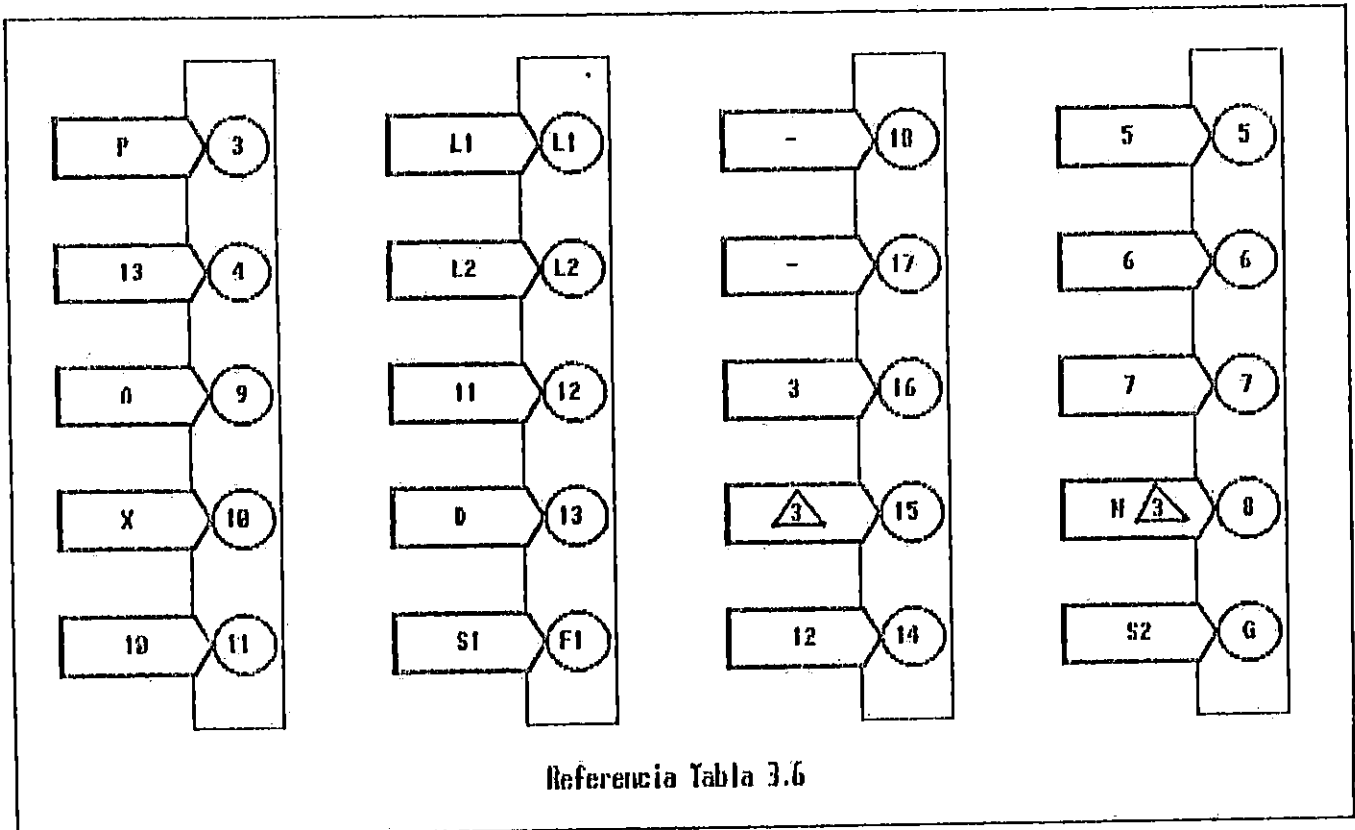 P 3 L1 L1 - 18 5 5
13 4 L2 L2 - 17 6 6
9 11 12 3 16 7 7
X 10 D 13 3 15 N 3 8
10 11 S1 F1 12 14 S2 G
Referencia Tabla 3.6